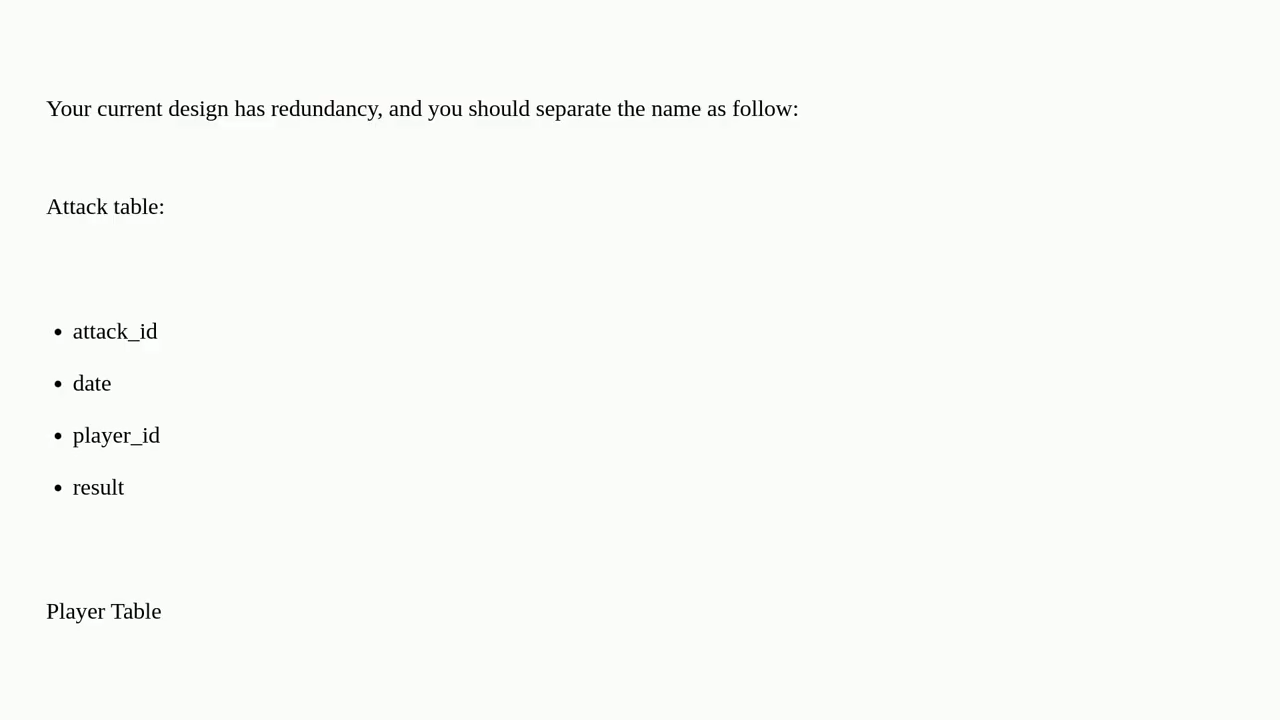 Your current design has redundancy, and you should separate the name as follow:
Attack table:
• attack_id
• date
• player_id
• result
Player Table